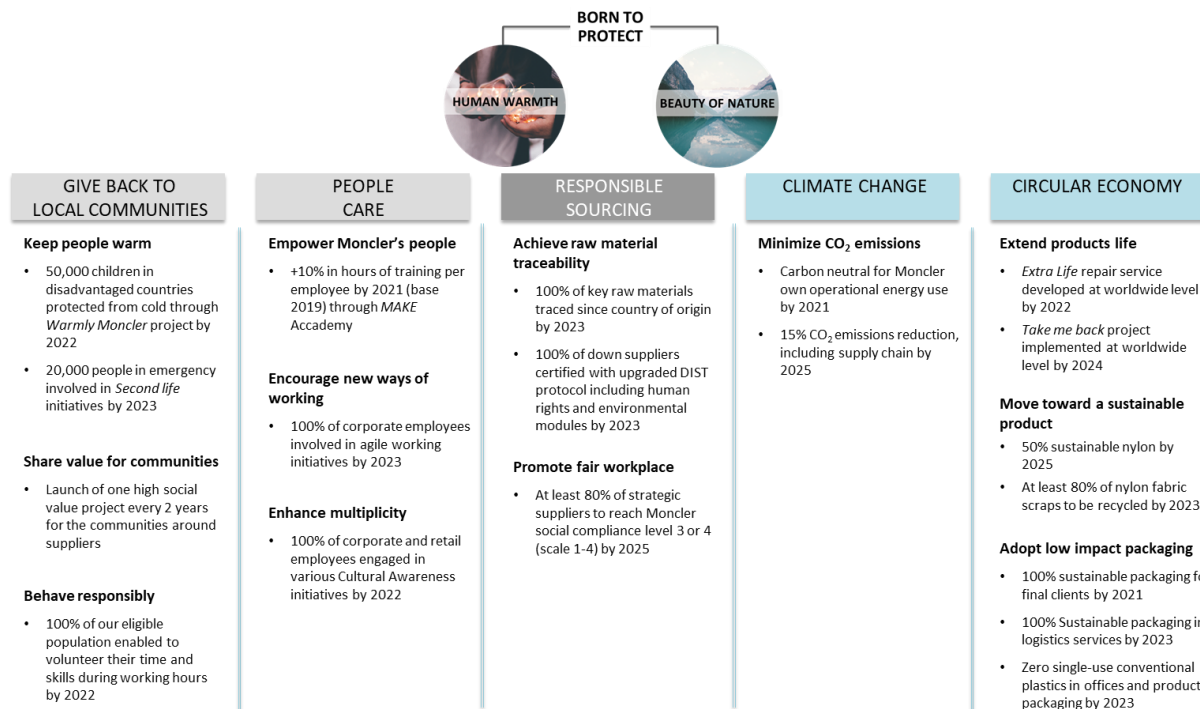 BORN TO
PROTECT
HUMAN WARMTH
BEAUTY OF NATURE
GIVE BACK TO
LOCAL COMMUNITIES
Keep people warm
• 50,000 children in
disadvantaged countries
protected from cold through
Warmly Moncler project by
2022
• 20,000 people in emergency
involved in Second life
initiatives by 2023
Share value for communities
• Launch of one high social
value project every 2 years
for the communities around
suppliers
Behave responsibly
• 100% of our eligible
population enabled to
volunteer their time and
skills during working hours
by 2022
PEOPLE
CARE
Empower Moncler's people
• +10% in hours of training per
employee by 2021 (base
2019) through MAKE
Accademy
Encourage new ways of
working
• 100% of corporate employees
involved in agile working
initiatives by 2023
Enhance multiplicity
• 100% of corporate and retail
employees engaged in
various Cultural Awareness
initiatives by 2022
RESPONSIBLE
SOURCING
Achieve raw material
traceability
• 100% of key raw materials
traced since country of origin
by 2023
• 100% of down suppliers
certified with upgraded DIST
protocol including human
rights and environmental
modules by 2023
Promote fair workplace
• At least 80% of strategic
suppliers to reach Moncler
social compliance level 3 or 4
(scale 1-4) by 2025
CLIMATE CHANGE
Minimize CO₂ emissions
• Carbon neutral for Moncler
own operational energy use
by 2021
• 15% CO₂ emissions reduction,
including supply chain by
2025
CIRCULAR ECONOMY
Extend products life
• Extra Life repair service
developed at worldwide level
by 2022
• Take me back project
implemented at worldwide
level by 2024
Move toward a sustainable
product
• 50% sustainable nylon by
2025
• At least 80% of nylon fabric
scraps to be recycled by 2023
Adopt low impact packaging
• 100% sustainable packaging
final clients by 2021
• 100% Sustainable packaging in
logistics services by 2023
• Zero single-use conventional
plastics in offices and product
packaging by 2023